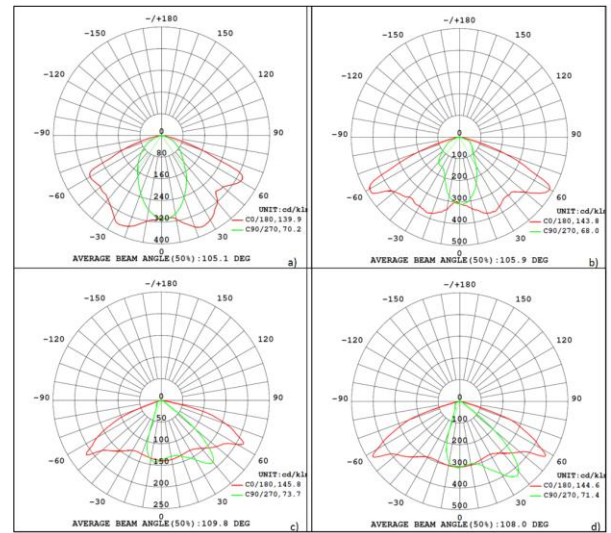 -/+180
-150 150
-120 120
-90 90
-60 60
-30 30
0
0
80
160
200
320
400
UNIT:cd/kl
C0/180,139.9
C90/270,70.2
AVERAGE BEAM ANGLE(50%):105.1 DEG
a)
-/+180
-150 150
-120 120
-90 90
-60 60
-30 30
0
100
200
300
400
500
UNIT:cd/kl
C0/180,143.8
C90/270,68.0
AVERAGE BEAM ANGLE(50%):105.9 DEG
b)
-/+180
-150 150
-120 120
-90 90
-60 60
-30 30
0
0
50
100
150
200
250
UNIT:cd/kl
C0/180,145.8
C90/270,73.7
AVERAGE BEAM ANGLE(50%):109.8 DEG
c)
-/+180
-150 150
-120 120
-90 90
-60 60
-30 30
0
100
200
300
400
500
UNIT:cd/kl
C0/180,144.6
C90/270,71.4
AVERAGE BEAM ANGLE(50%):108.0 DEG
d)